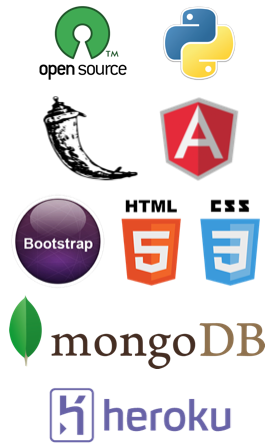 open source TM
A
Bootstrap
HTML
5
CSS
3
mongoDB
heroku